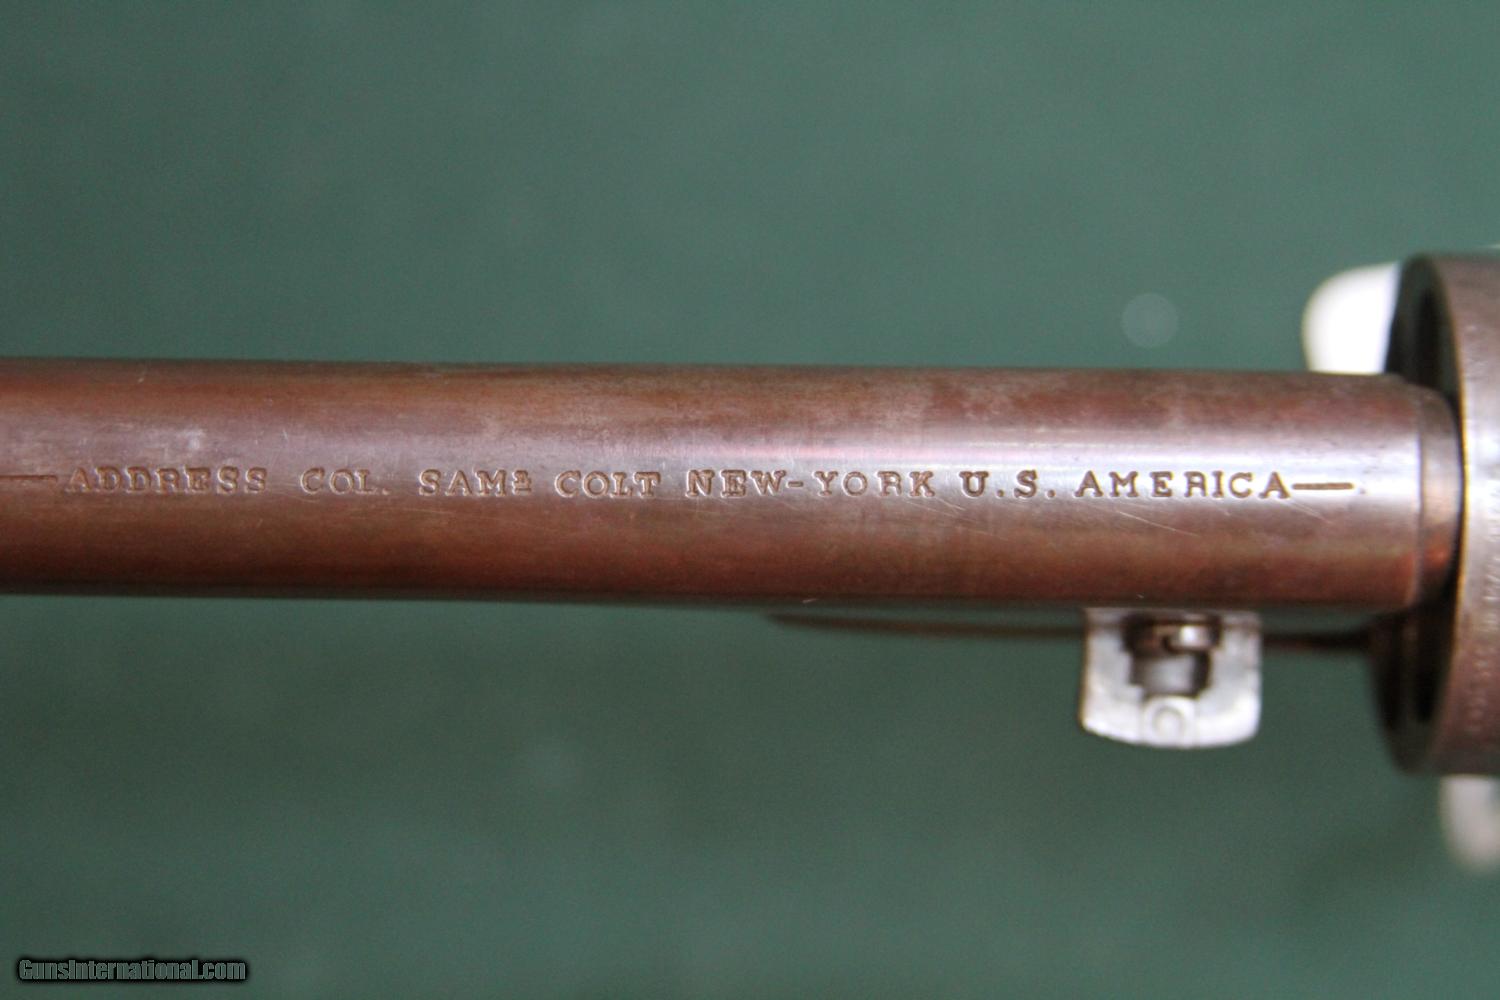 —ADDRESS COL. SAMᴸ COLT NEW-YORK U.S. AMERICA—
GunsInternational.com